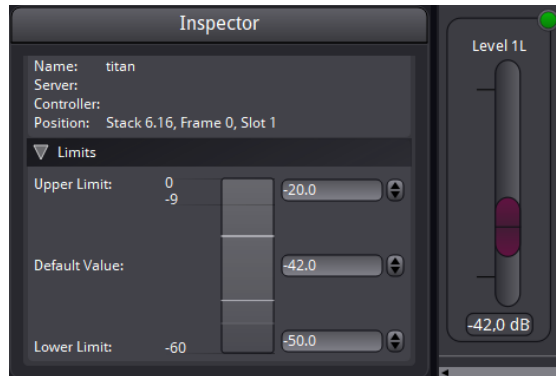 Inspector
Name: titan
Server:
Controller:
Position: Stack 6.16, Frame 0, Slot 1
Limits
Upper Limit: 0 -20.0
-9
Default Value: -42.0
Lower Limit: -60 -50.0
Level 1L
-42,0 dB